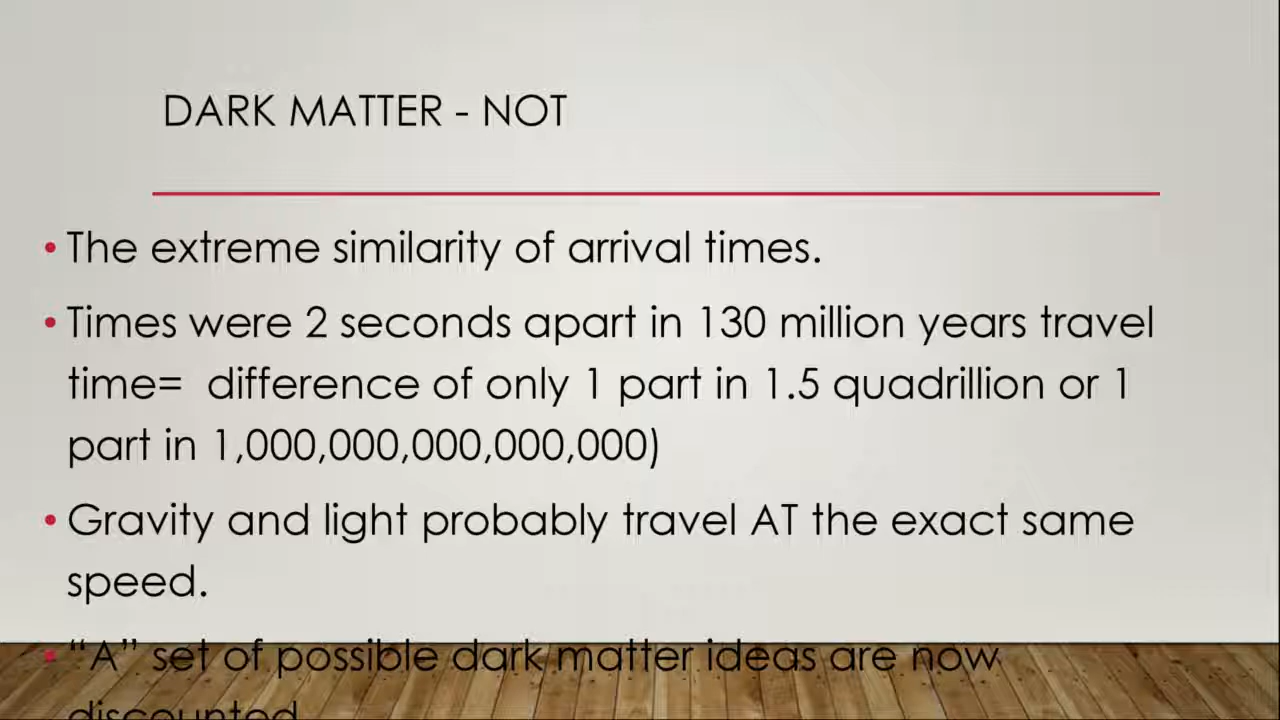 DARK MATTER - NOT
• The extreme similarity of arrival times.
• Times were 2 seconds apart in 130 million years travel
time= difference of only 1 part in 1.5 quadrillion or 1
part in 1,000,000,000,000,000)
• Gravity and light probably travel AT the exact same
speed.
• “A” set of possible dark matter ideas are now
discounted